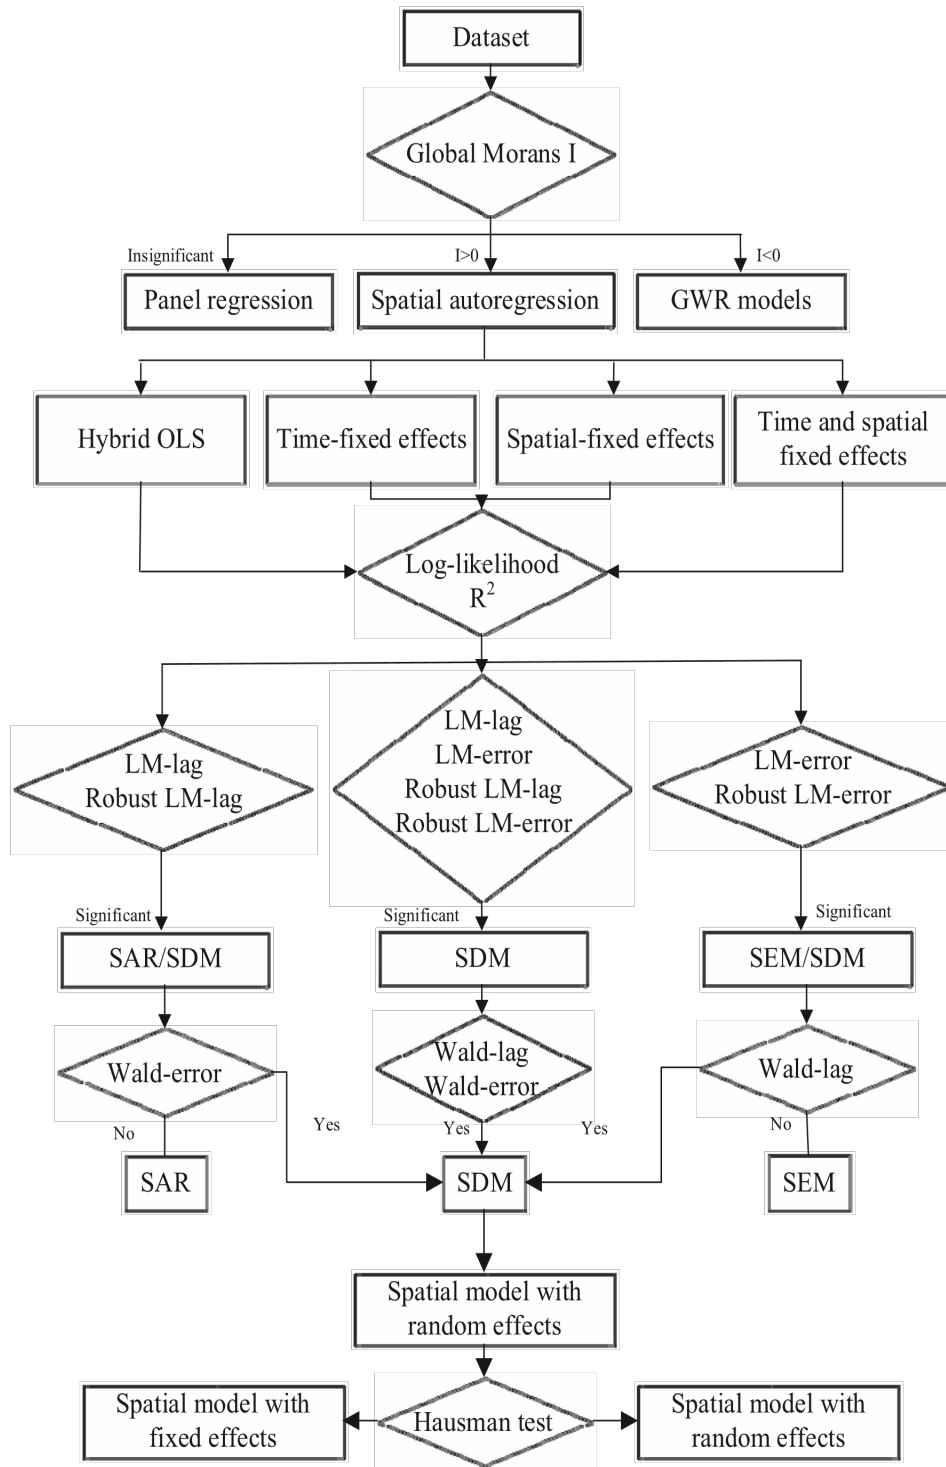 Dataset
Global Morans I
Insignificant
I>0
I<0
Panel regression
Spatial autoregression
GWR models
Hybrid OLS
Time-fixed effects
Spatial-fixed effects
Time and spatial
fixed effects
Log-likelihood
R²
LM-lag
Robust LM-lag
LM-lag
LM-error
Robust LM-lag
Robust LM-error
LM-error
Robust LM-error
Significant
Significant
Significant
SAR/SDM
SDM
SEM/SDM
Wald-error
Wald-lag
Wald-error
Wald-lag
No
Yes
Yes
Yes
No
SAR
SDM
SEM
Spatial model with
random effects
Spatial model with
fixed effects
Hausman test
Spatial model with
random effects